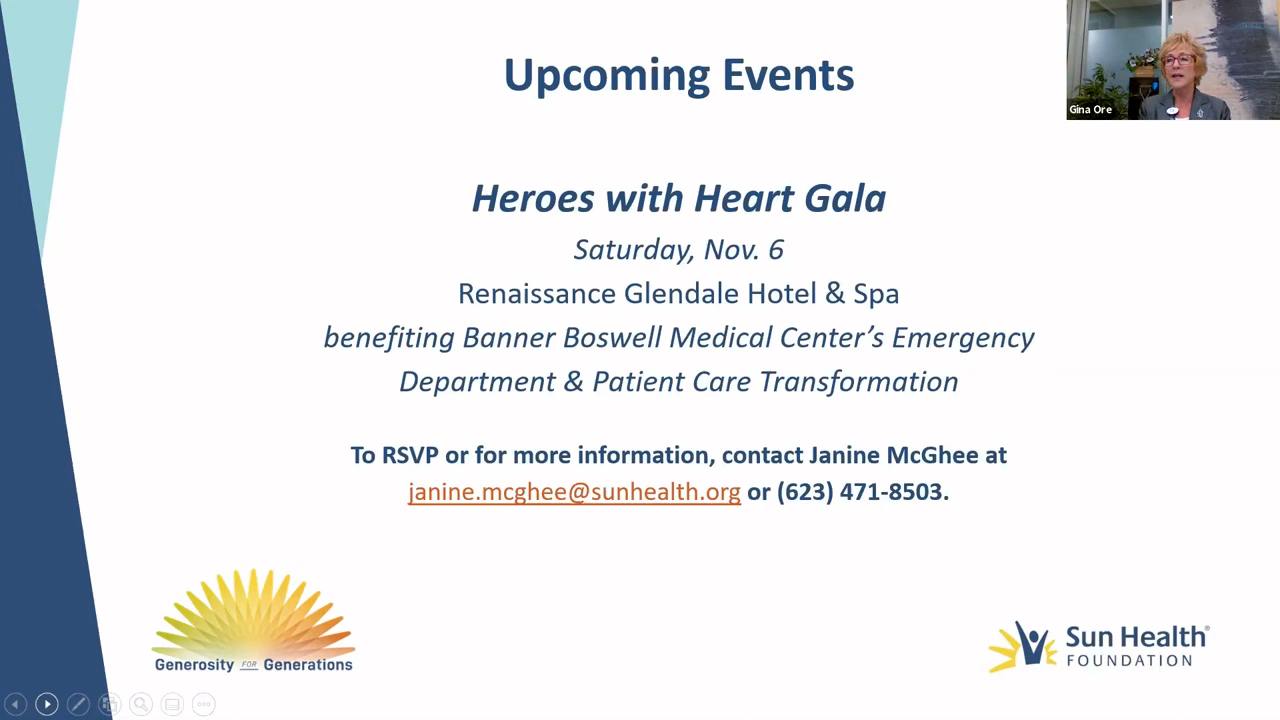 Upcoming Events
Gina Ore
Heroes with Heart Gala
Saturday, Nov. 6
Renaissance Glendale Hotel & Spa
benefiting Banner Boswell Medical Center’s Emergency
Department & Patient Care Transformation
To RSVP or for more information, contact Janine McGhee at
janine.mcghee@sunhealth.org or (623) 471-8503.
Generosity FOR Generations
Sun Health®
FOUNDATION